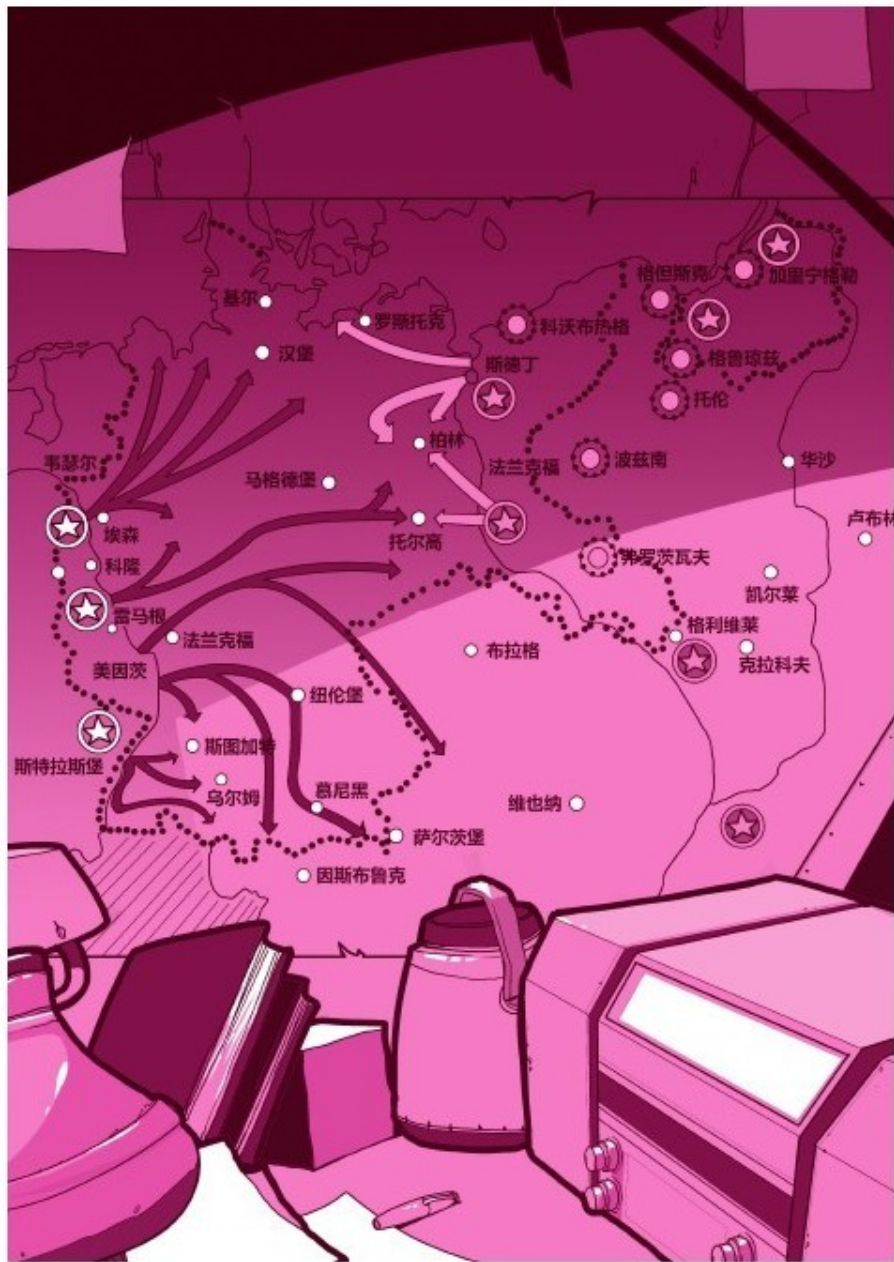 格但斯克
加里宁格勒
基尔
罗斯托克
科沃布热格
汉堡
斯德丁
格鲁琼兹
托伦
柏林
韦瑟尔
马格德堡
法兰克福
波兹南
华沙
埃森
托尔高
卢布林
科隆
弗罗茨瓦夫
凯尔莱
雷马根
法兰克福
布拉格
格利维莱
克拉科夫
美因茨
纽伦堡
斯图加特
斯特拉斯堡
乌尔姆
慕尼黑
维也纳
萨尔茨堡
因斯布鲁克